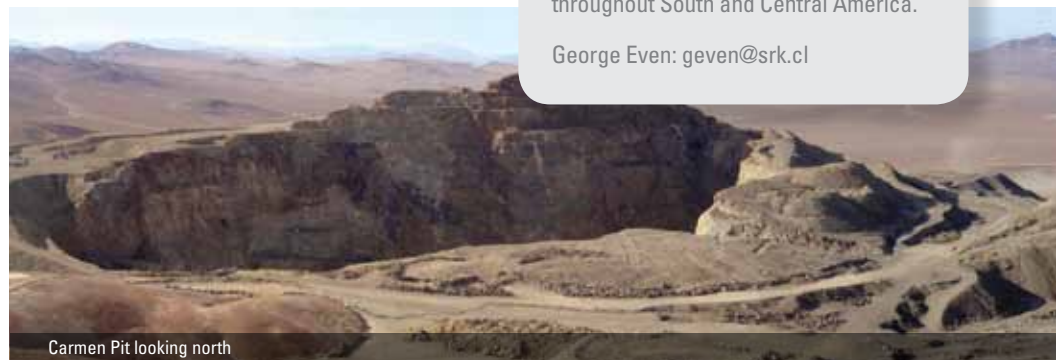 throughout South and Central America.
George Even: geven@srk.cl
Carmen Pit looking north